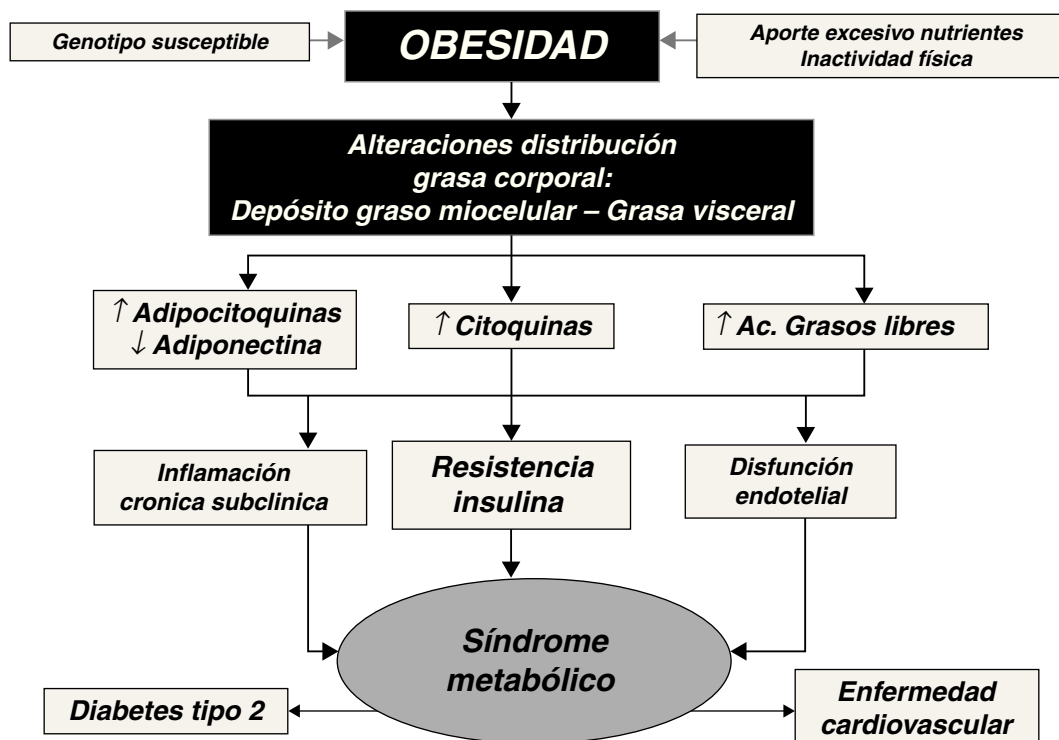 Genotipo susceptible
OBESIDAD
Aporte excesivo nutrientes
Inactividad física
Alteraciones distribución
grasa corporal:
Depósito graso miocelular – Grasa visceral
↑ Adipocitoquinas
↓ Adiponectina
↑ Citoquinas
↑ Ac. Grasos libres
Inflamación
cronica subclinica
Resistencia
insulina
Disfunción
endotelial
Síndrome
metabólico
Diabetes tipo 2
Enfermedad
cardiovascular